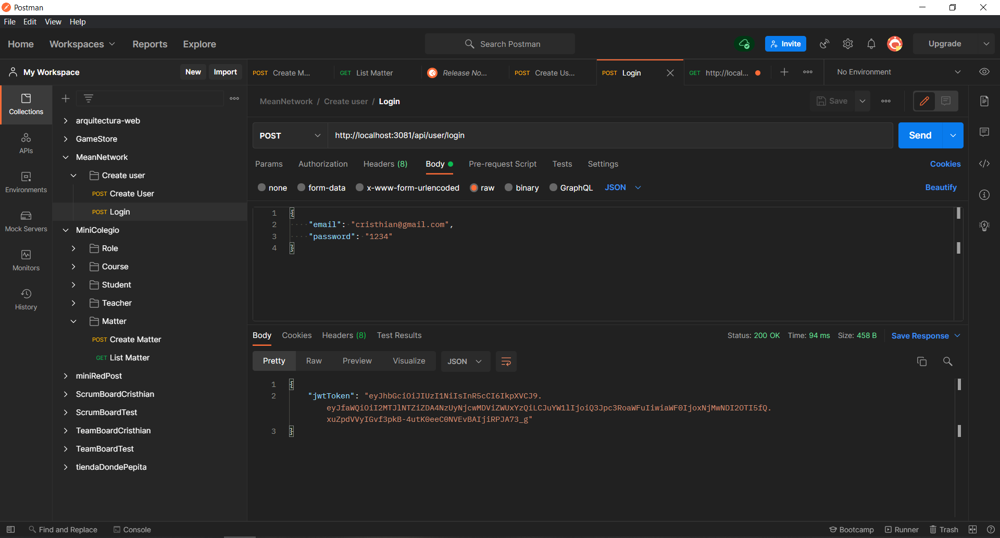 Postman
File Edit View Help
Home Workspaces Reports Explore Search Postman Invite Upgrade
My Workspace New Import
POST Create M... GET List Matter Release No... POST Create Us... POST Login GET http://local... No Environment
Collections
APIs
Environments
Mock Servers
Monitors
History
arquitectura-web
GameStore
MeanNetwork
Create user
POST Create User
POST Login
MiniColegio
Role
Course
Student
Teacher
Matter
POST Create Matter
GET List Matter
miniRedPost
ScrumBoardCristhian
ScrumBoardTest
TeamBoardCristhian
TeamBoardTest
tiendaDondePepita
MeanNetwork / Create user / Login Save
POST http://localhost:3081/api/user/login Send
Params Authorization Headers (8) Body Pre-request Script Tests Settings Cookies
none form-data x-www-form-urlencoded raw binary GraphQL JSON Beautify
1 {
2 "email": "cristhian@gmail.com",
3 "password": "1234"
4 }
Body Cookies Headers (8) Test Results Status: 200 OK Time: 94 ms Size: 458 B Save Response
Pretty Raw Preview Visualize JSON
1 {
2 "jwtToken": "eyJhbGciOiJIUzI1NiIsInR5cCI6IkpXVCJ9.
eyJfaWQiOiI2MTJlNTZiZDA4NzUyNjcwMDViZWUxYzQiLCJuYW1lIjoiQ3Jpc3RoaWFuIiwiaWF0IjoxNjMwNDI2OTI5fQ.
xuZpdVVyIGvf3pkB-4utK0eeC0NVEvBAIjiRPJA73_g"
3 }
Find and Replace Console Bootcamp Runner Trash